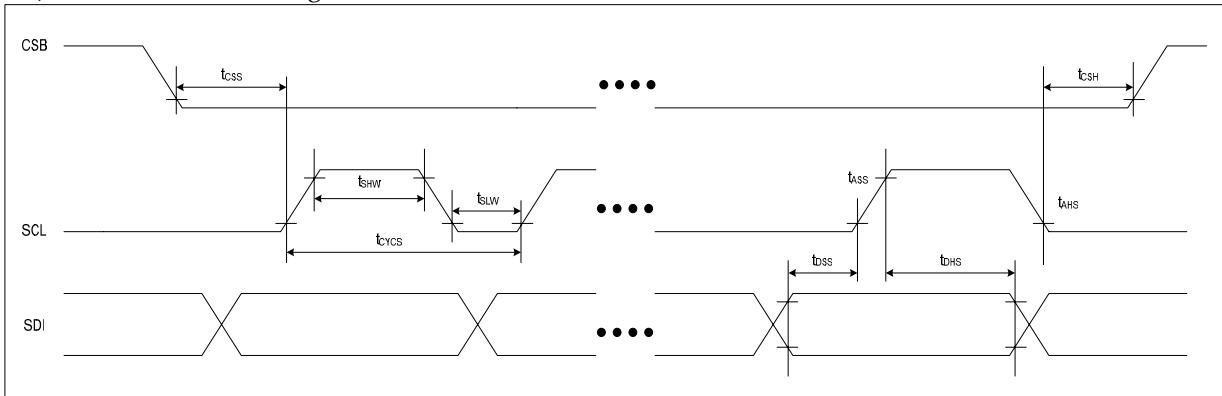 CSB
tCSS
tCSH
tSHW
tSLW
tASS
tAHS
SCL
tCYCS
tDSS
tDHS
SDI